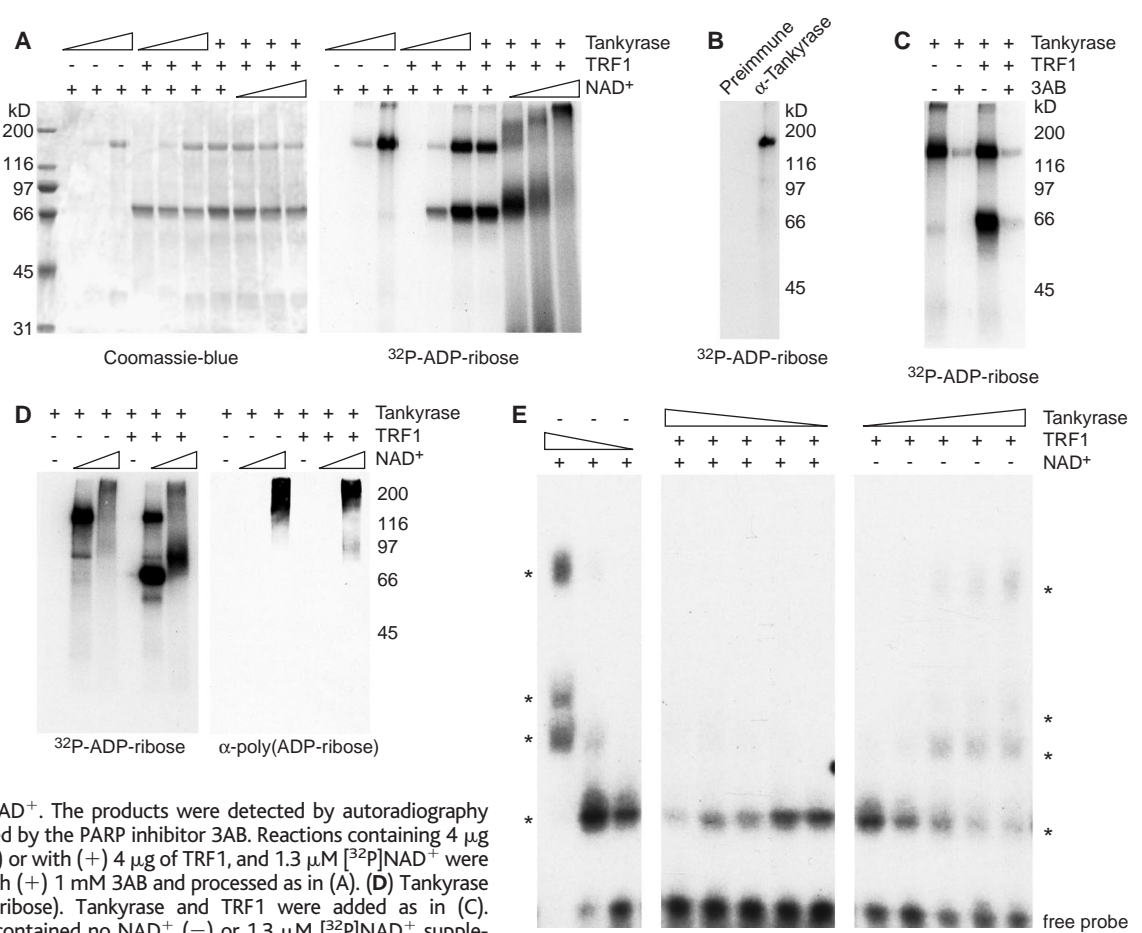 A
Tankyrase
- - - + + + +
TRF1
+ + + + + + +
NAD+
+ + + + + + +
kD
200
116
97
66
45
31
Coomassie-blue
32P-ADP-ribose
B
Preimmune
α-Tankyrase
200
116
97
66
45
32P-ADP-ribose
C
+ + + + Tankyrase
+ + TRF1
- + - + 3AB
kD
200
116
97
66
45
32P-ADP-ribose
D
+ + + + + + + + + + + + Tankyrase
- - - + + + - - - + + + TRF1
- - - - NAD+
200
116
97
66
45
32P-ADP-ribose
α-poly(ADP-ribose)
E
- - - Tankyrase
+ + + + + + + + + + TRF1
+ + + + + + + + - - - - - NAD+
*
*
*
*
*
*
*
*
free probe
AD+. The products were detected by autoradiography
ed by the PARP inhibitor 3AB. Reactions containing 4 μg
) or with (+) 4 μg of TRF1, and 1.3 μM [32P]NAD+ were
h (+) 1 mM 3AB and processed as in (A). (D) Tankyrase
ribose). Tankyrase and TRF1 were added as in (C).
contained no NAD+ (−) or 1.3 μM [32P]NAD+ supple-